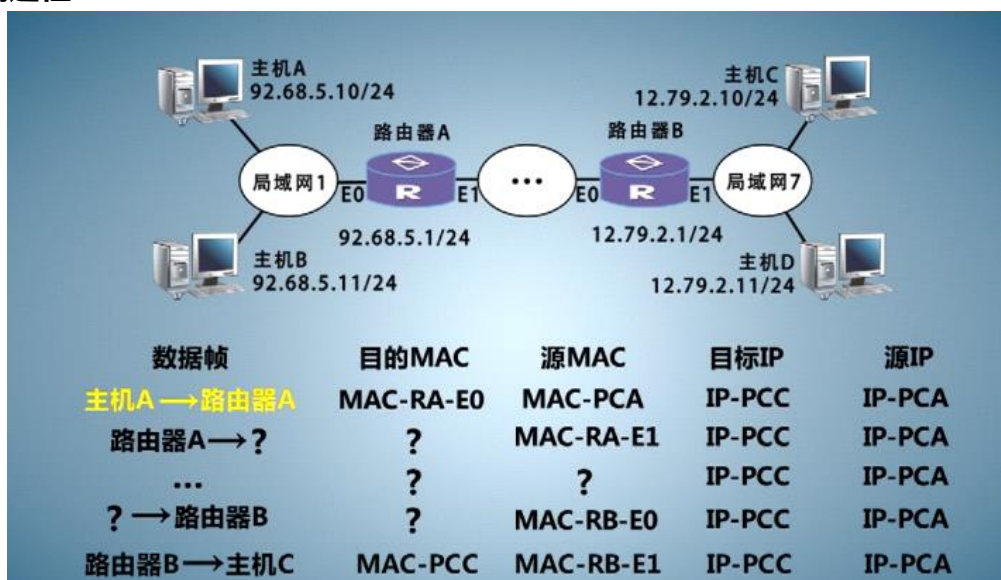 主机A
92.68.5.10/24
主机C
12.79.2.10/24
路由器A
路由器B
局域网1
E0
R
E1
...
E0
R
E1
局域网7
92.68.5.1/24
12.79.2.1/24
主机B
92.68.5.11/24
主机D
12.79.2.11/24
数据帧 目的MAC 源MAC 目标IP 源IP
主机A→路由器A MAC-RA-E0 MAC-PCA IP-PCC IP-PCA
路由器A→? ? MAC-RA-E1 IP-PCC IP-PCA
... ? ? IP-PCC IP-PCA
?→路由器B ? MAC-RB-E0 IP-PCC IP-PCA
路由器B→主机C MAC-PCC MAC-RB-E1 IP-PCC IP-PCA